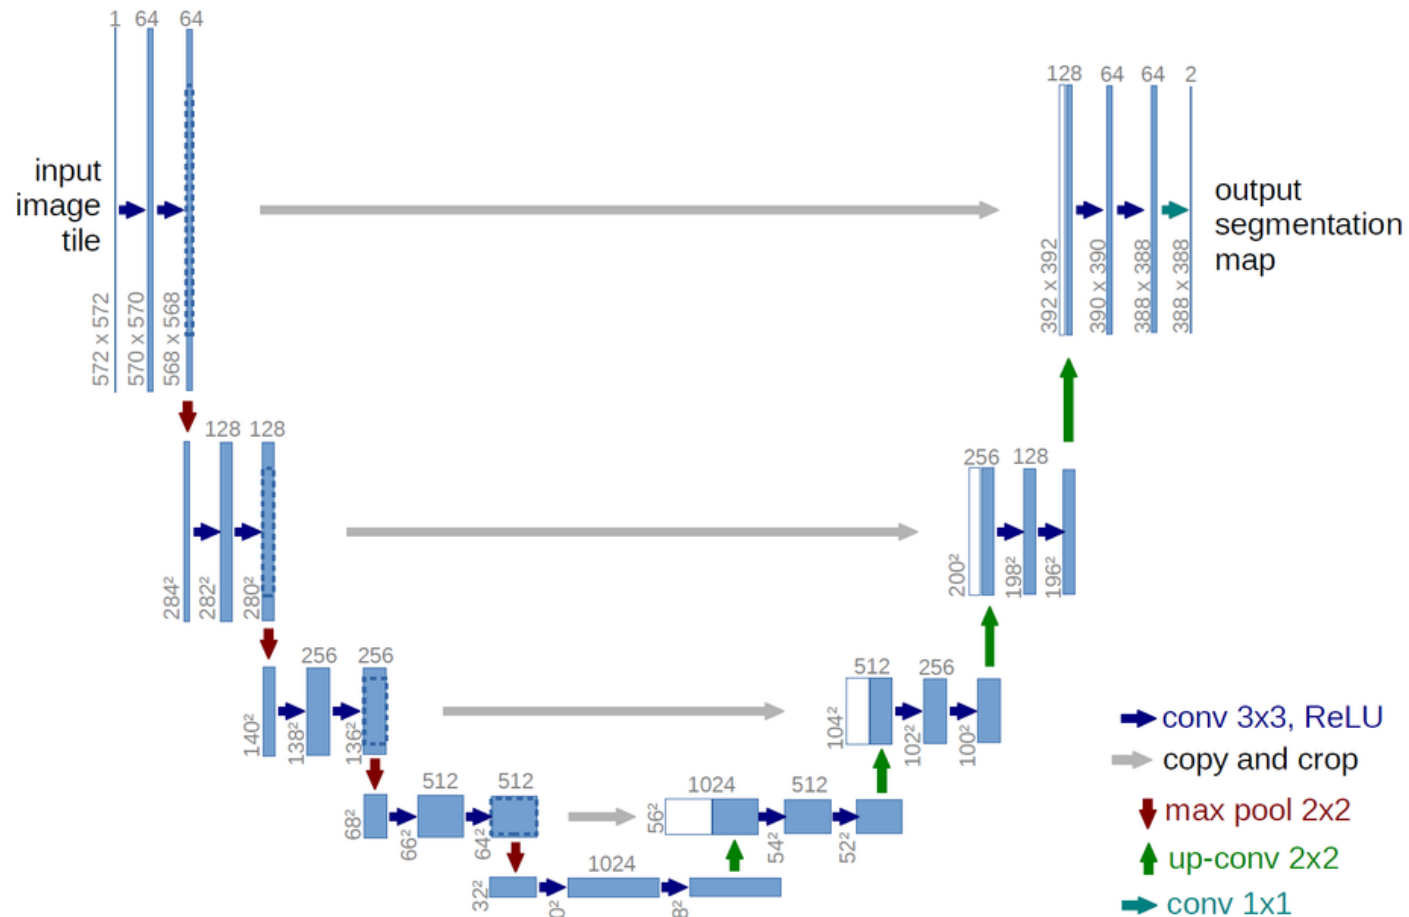 1 64 64
input
image
tile
572 x 572
570 x 570
568 x 568
128 64 64 2
392 x 392
390 x 390
388 x 388
388 x 388
output
segmentation
map
128 128
284²
282²
280²
256 128
200²
198²
196²
256 256
140²
138²
136²
512 256
104²
102²
100²
512 512
68²
66²
64²
1024 512
56²
54²
52²
1024
32²
conv 3x3, ReLU
copy and crop
max pool 2x2
up-conv 2x2
conv 1x1